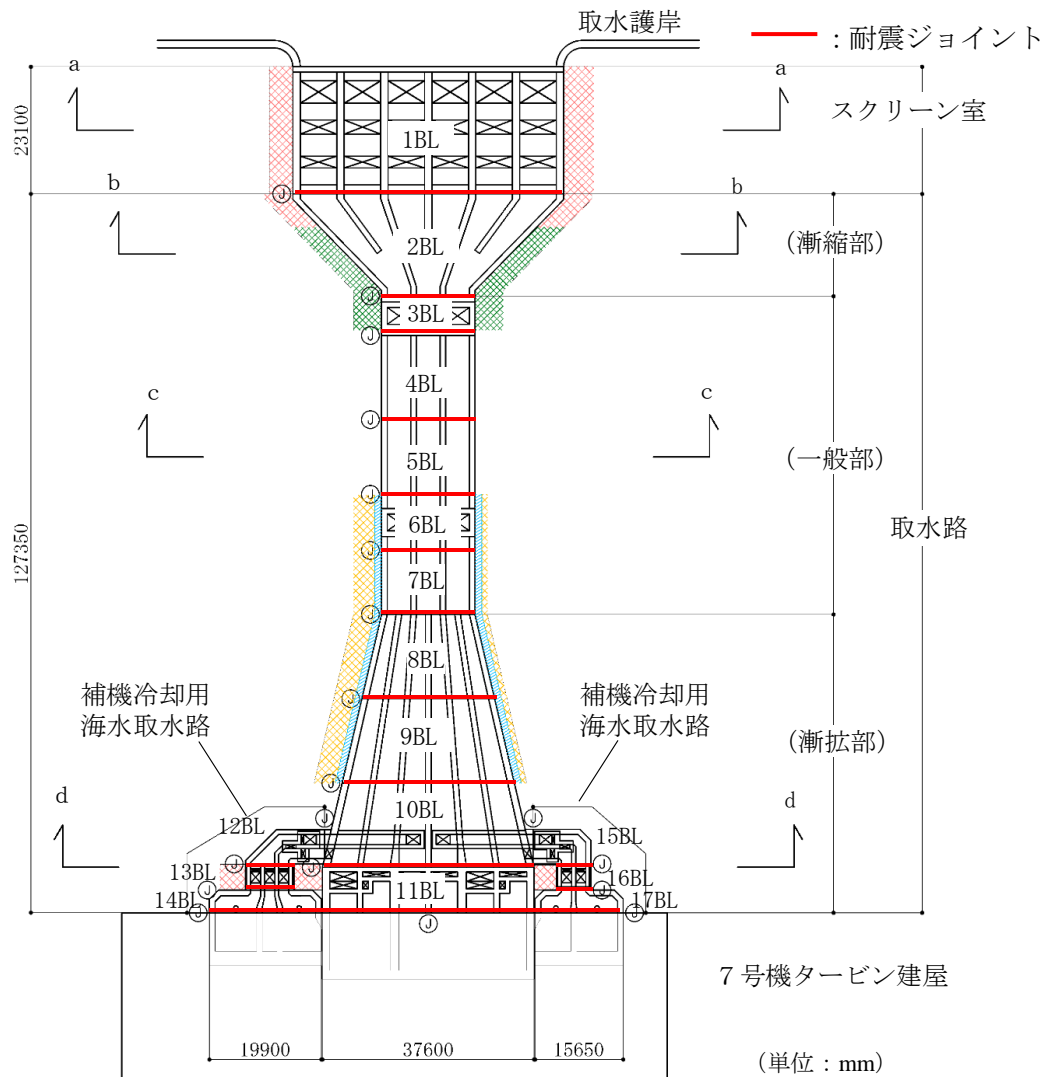 取水護岸
：耐震ジョイント
a
a
スクリーン室
23100
1BL
b
b
J
2BL
（漸縮部）
J
3BL
J
4BL
c
c
J
5BL
（一般部）
J
6BL
取水路
J
7BL
127350
J
8BL
補機冷却用
海水取水路
補機冷却用
海水取水路
J
9BL
（漸拡部）
J
d
d
10BL
J
J
12BL
15BL
J
J
J
13BL
16BL
J
J
11BL
14BL
17BL
J
J
J
7号機タービン建屋
19900
37600
15650
（単位：mm）